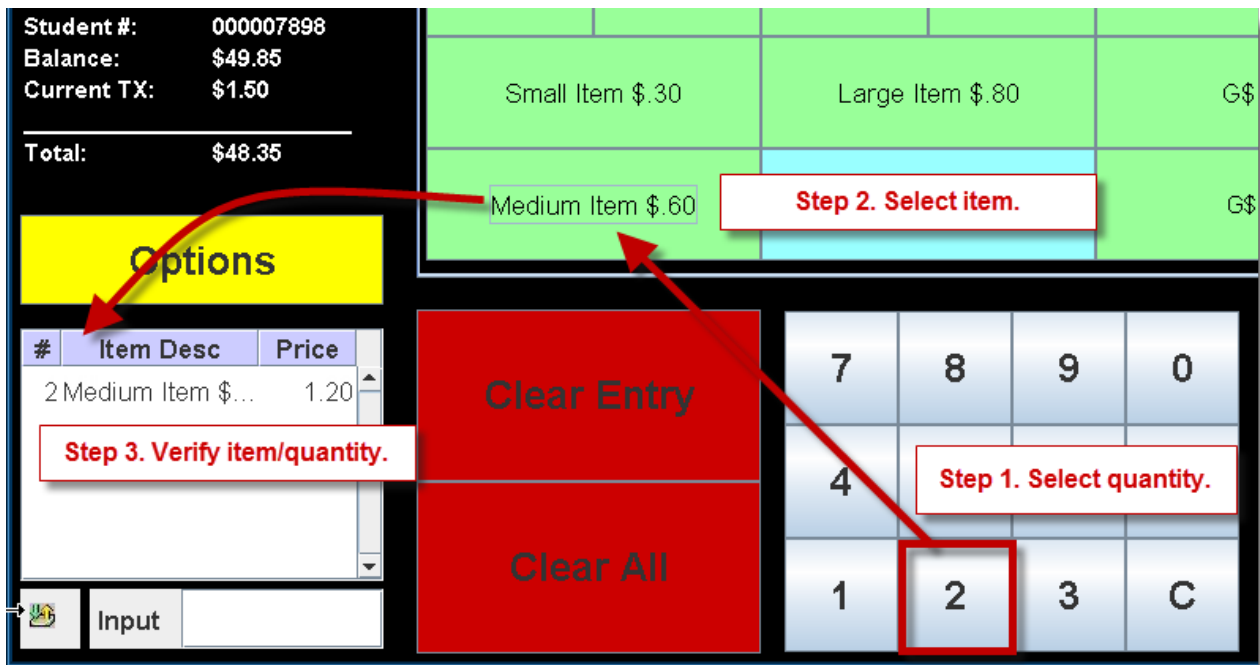 Student #: 000007898
Balance: $49.85
Current TX: $1.50
Total: $48.35
Small Item $.30 Large Item $.80 G$
Medium Item $.60 Step 2. Select item. G$
Options
# Item Desc Price
2 Medium Item $... 1.20
Step 3. Verify item/quantity.
Input
Clear Entry
Clear All
7 8 9 0
4 Step 1. Select quantity.
1 2 3 C